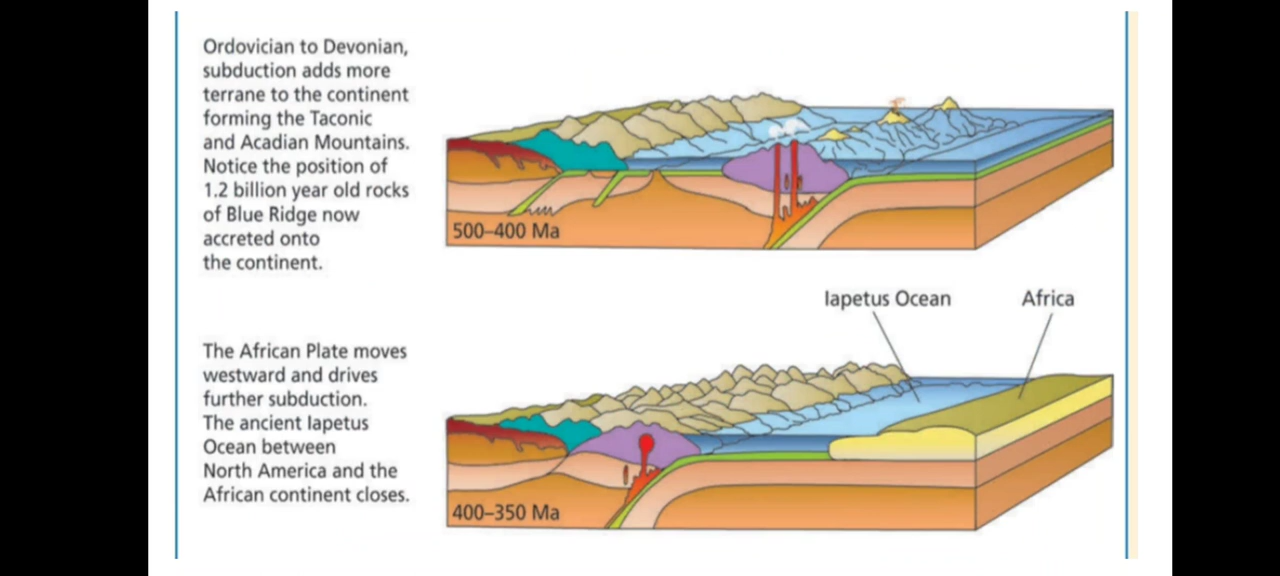 Ordovician to Devonian,
subduction adds more
terrane to the continent
forming the Taconic
and Acadian Mountains.
Notice the position of
1.2 billion year old rocks
of Blue Ridge now
accreted onto
the continent.
500–400 Ma
Iapetus Ocean
Africa
The African Plate moves
westward and drives
further subduction.
The ancient Iapetus
Ocean between
North America and the
African continent closes.
400–350 Ma